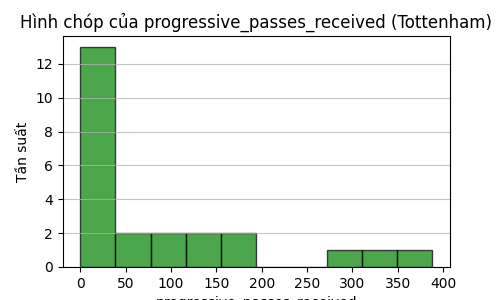 Hình chóp của progressive_passes_received (Tottenham)
Tần suất
12
10
8
6
4
2
0
0 50 100 150 200 250 300 350 400
progressive_passes_received